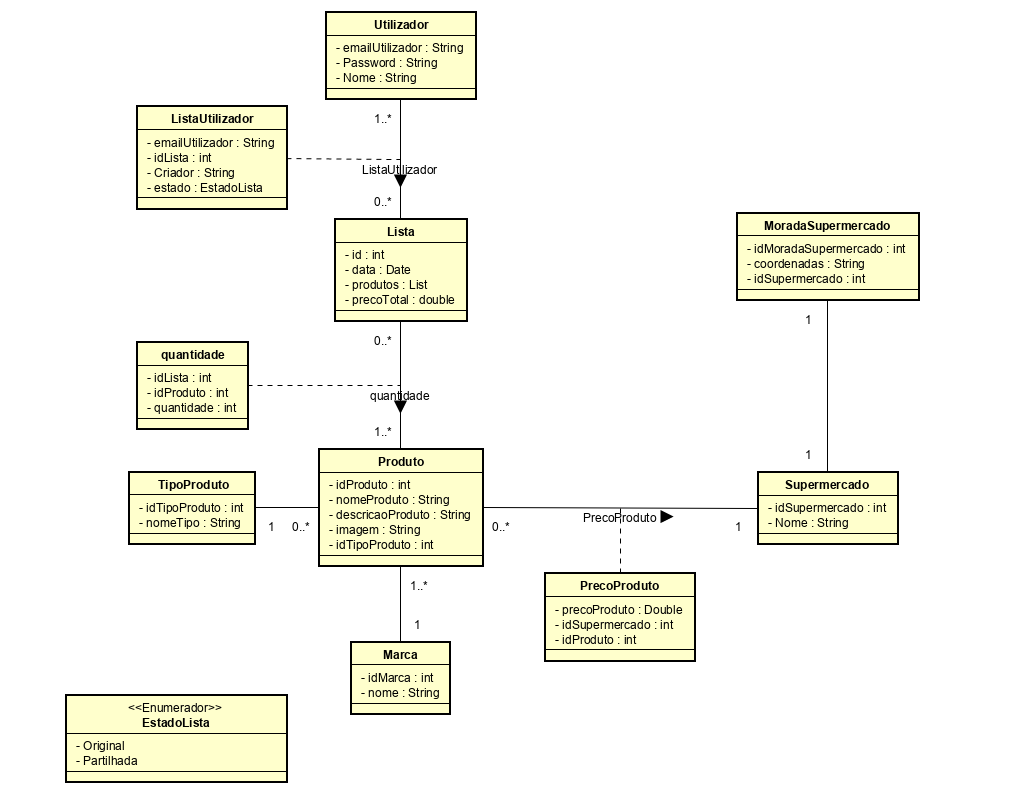 Utilizador
- emailUtilizador : String
- Password : String
- Nome : String
1..*
ListaUtilizador
- emailUtilizador : String
- idLista : int
- Criador : String
- estado : EstadoLista
ListaUtilizador
0..*
Lista
- id : int
- data : Date
- produtos : List
- precoTotal : double
MoradaSupermercado
- idMoradaSupermercado : int
- coordenadas : String
- idSupermercado : int
0..*
1
quantidade
- idLista : int
- idProduto : int
- quantidade : int
quantidade
1..*
1
Produto
- idProduto : int
- nomeProduto : String
- descricaoProduto : String
- imagem : String
- idTipoProduto : int
TipoProduto
- idTipoProduto : int
- nomeTipo : String
1
0..*
0..*
PrecoProduto
1
Supermercado
- idSupermercado : int
- Nome : String
PrecoProduto
- precoProduto : Double
- idSupermercado : int
- idProduto : int
1..*
1
Marca
- idMarca : int
- nome : String
<<Enumerador>>
EstadoLista
- Original
- Partilhada